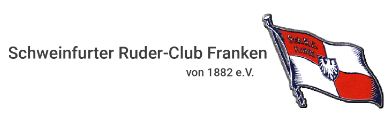 Schweinfurter Ruder-Club Franken
von 1882 e.V.